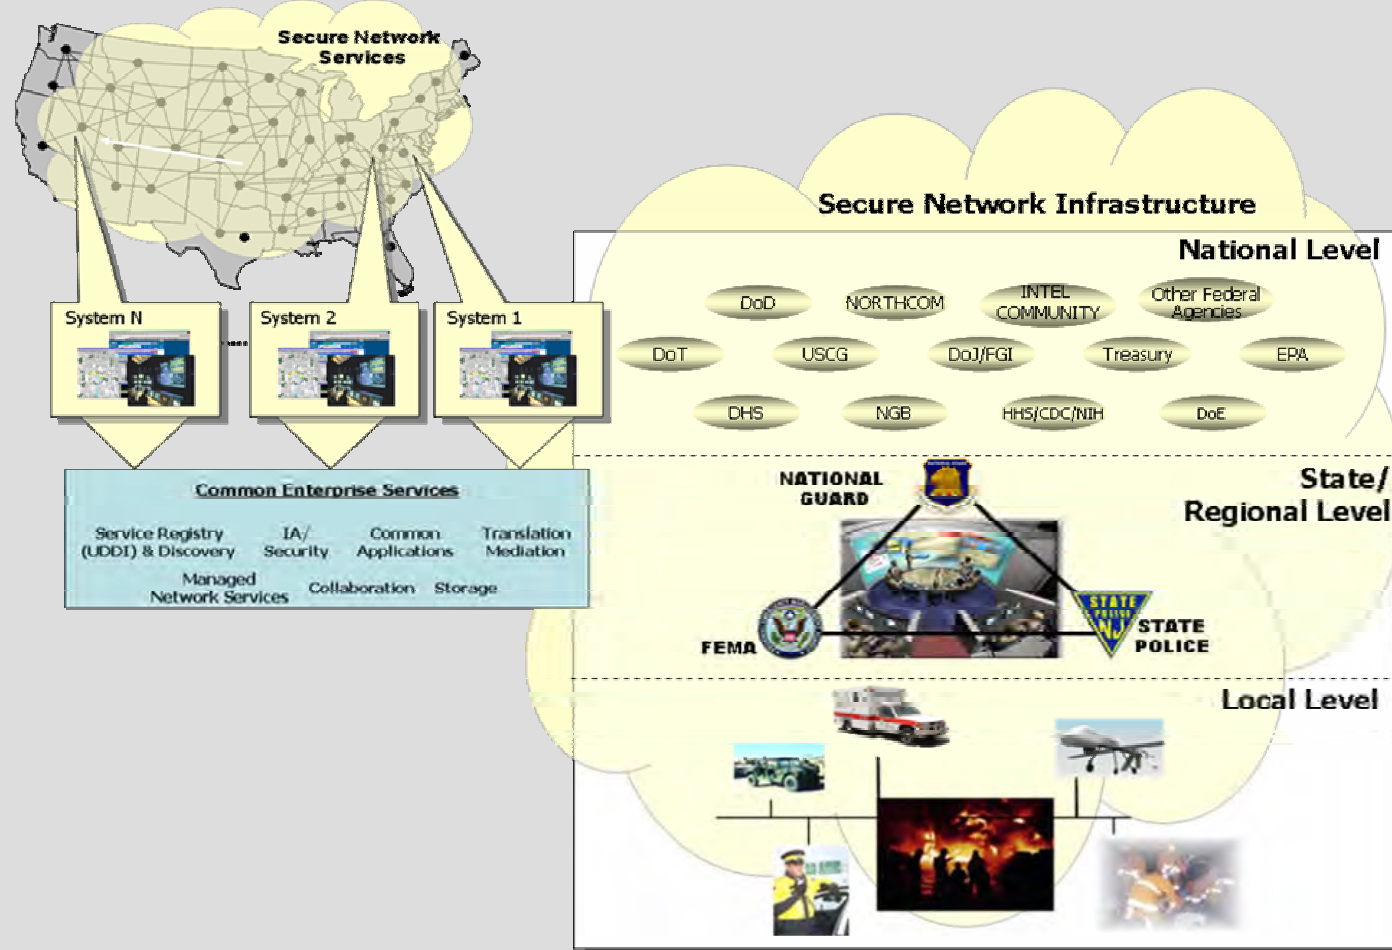 Secure Network
Services
System N
System 2
System 1
Common Enterprise Services
Service Registry
(UDDI) & Discovery
IA/
Security
Common
Applications
Translation
Mediation
Managed
Network Services
Collaboration
Storage
Secure Network Infrastructure
National Level
DoD
NORTHCOM
INTEL
COMMUNITY
Other Federal
Agencies
DoT
USCG
DoJ/FGI
Treasury
EPA
DHS
NGB
HHS/CDC/NIH
DoE
State/
Regional Level
NATIONAL
GUARD
FEMA
STATE
POLICE
NJ
STATE
POLICE
Local Level